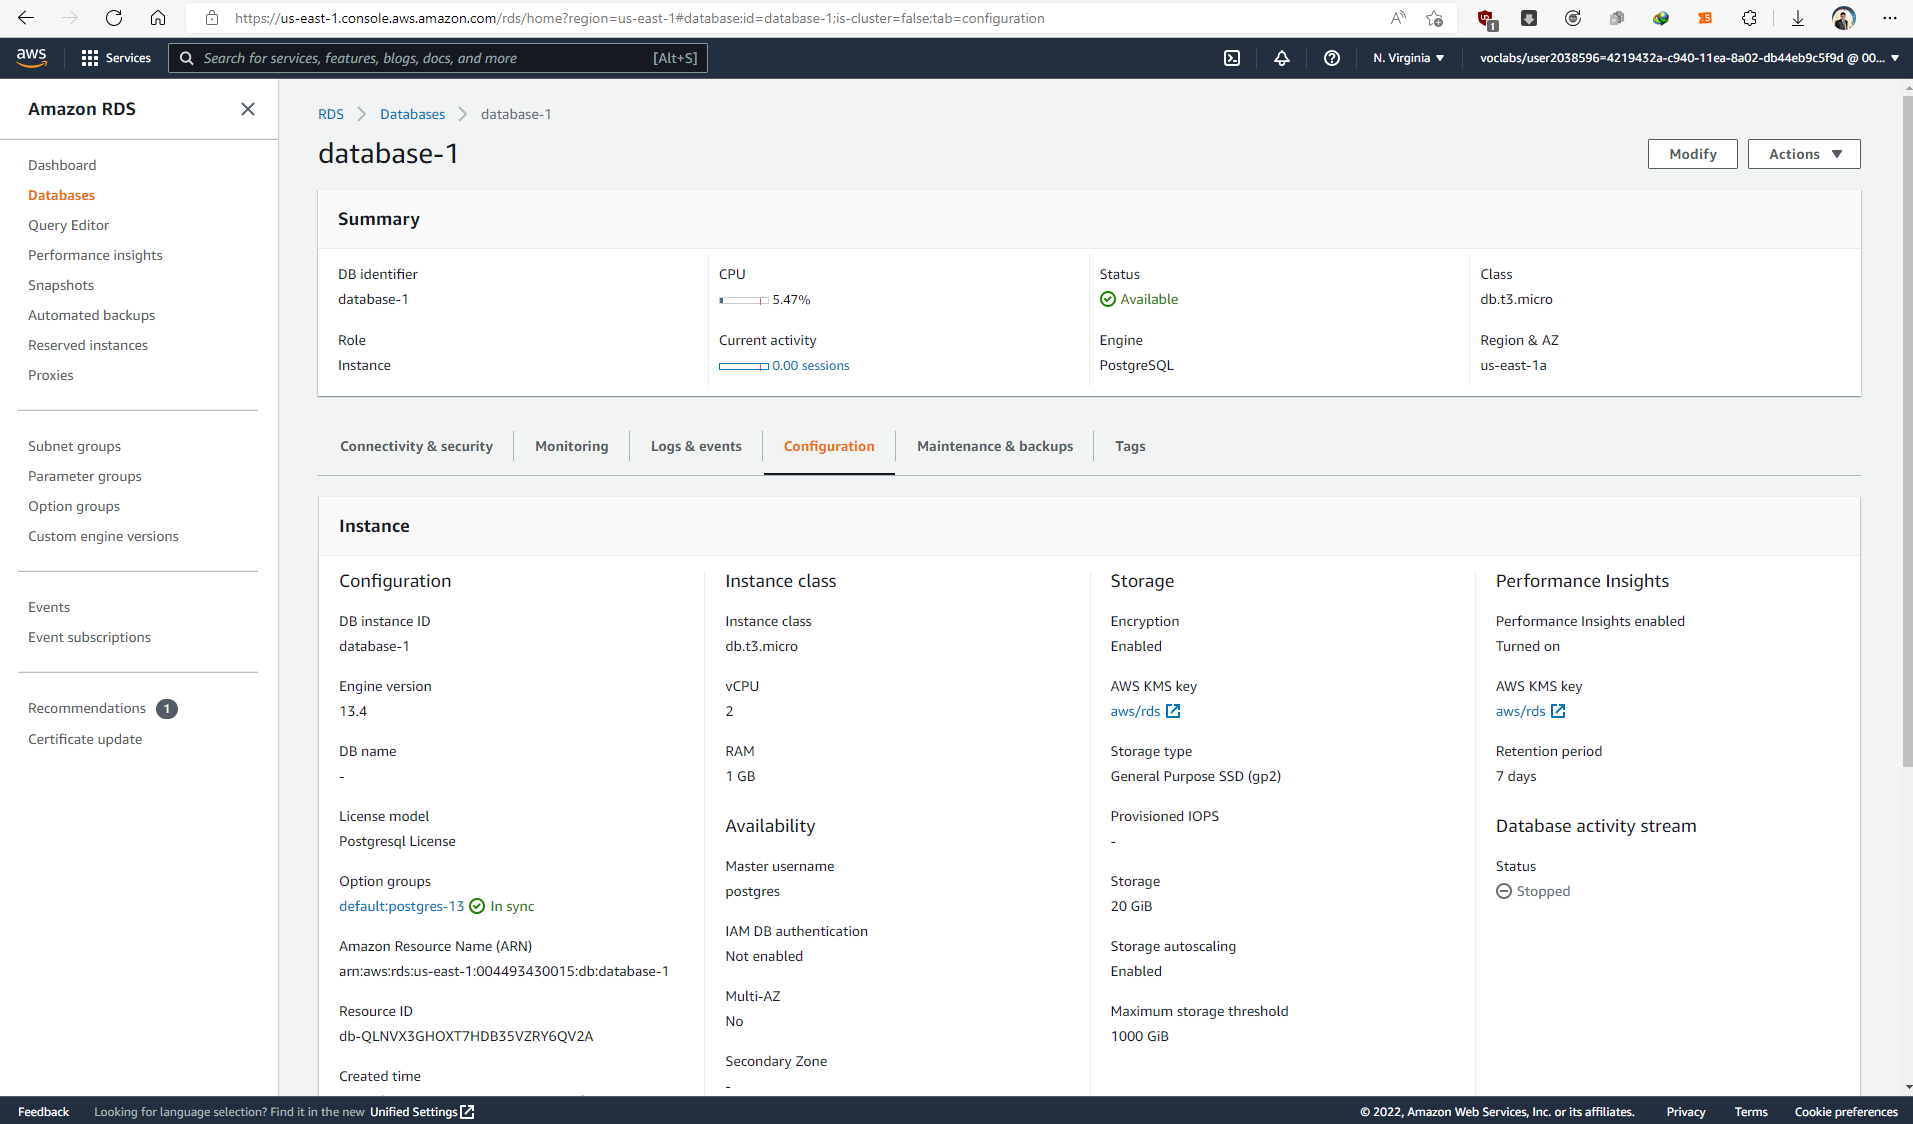 https://us-east-1.console.aws.amazon.com/rds/home?region=us-east-1#database:id=database-1;is-cluster=false;tab=configuration
1
aws
Services
Search for services, features, blogs, docs, and more
[Alt+S]
N. Virginia
voclabs/user2038596=4219432a-c940-11ea-8a02-db44eb9c5f9d @ 00...
Amazon RDS
Dashboard
Databases
Query Editor
Performance insights
Snapshots
Automated backups
Reserved instances
Proxies
Subnet groups
Parameter groups
Option groups
Custom engine versions
Events
Event subscriptions
Recommendations 1
Certificate update
RDS
Databases
database-1
database-1
Modify
Actions
Summary
DB identifier
database-1
Role
Instance
CPU
5.47%
Current activity
0.00 sessions
Status
Available
Engine
PostgreSQL
Class
db.t3.micro
Region & AZ
us-east-1a
Connectivity & security
Monitoring
Logs & events
Configuration
Maintenance & backups
Tags
Instance
Configuration
DB instance ID
database-1
Engine version
13.4
DB name
-
License model
Postgresql License
Option groups
default:postgres-13 In sync
Amazon Resource Name (ARN)
arn:aws:rds:us-east-1:004493430015:db:database-1
Resource ID
db-QLNVX3GHOXT7HDB35VZRY6QV2A
Created time
Instance class
Instance class
db.t3.micro
vCPU
2
RAM
1 GB
Availability
Master username
postgres
IAM DB authentication
Not enabled
Multi-AZ
No
Secondary Zone
-
Storage
Encryption
Enabled
AWS KMS key
aws/rds
Storage type
General Purpose SSD (gp2)
Provisioned IOPS
-
Storage
20 GiB
Storage autoscaling
Enabled
Maximum storage threshold
1000 GiB
Performance Insights
Performance Insights enabled
Turned on
AWS KMS key
aws/rds
Retention period
7 days
Database activity stream
Status
Stopped
Feedback
Looking for language selection? Find it in the new Unified Settings
© 2022, Amazon Web Services, Inc. or its affiliates.
Privacy
Terms
Cookie preferences